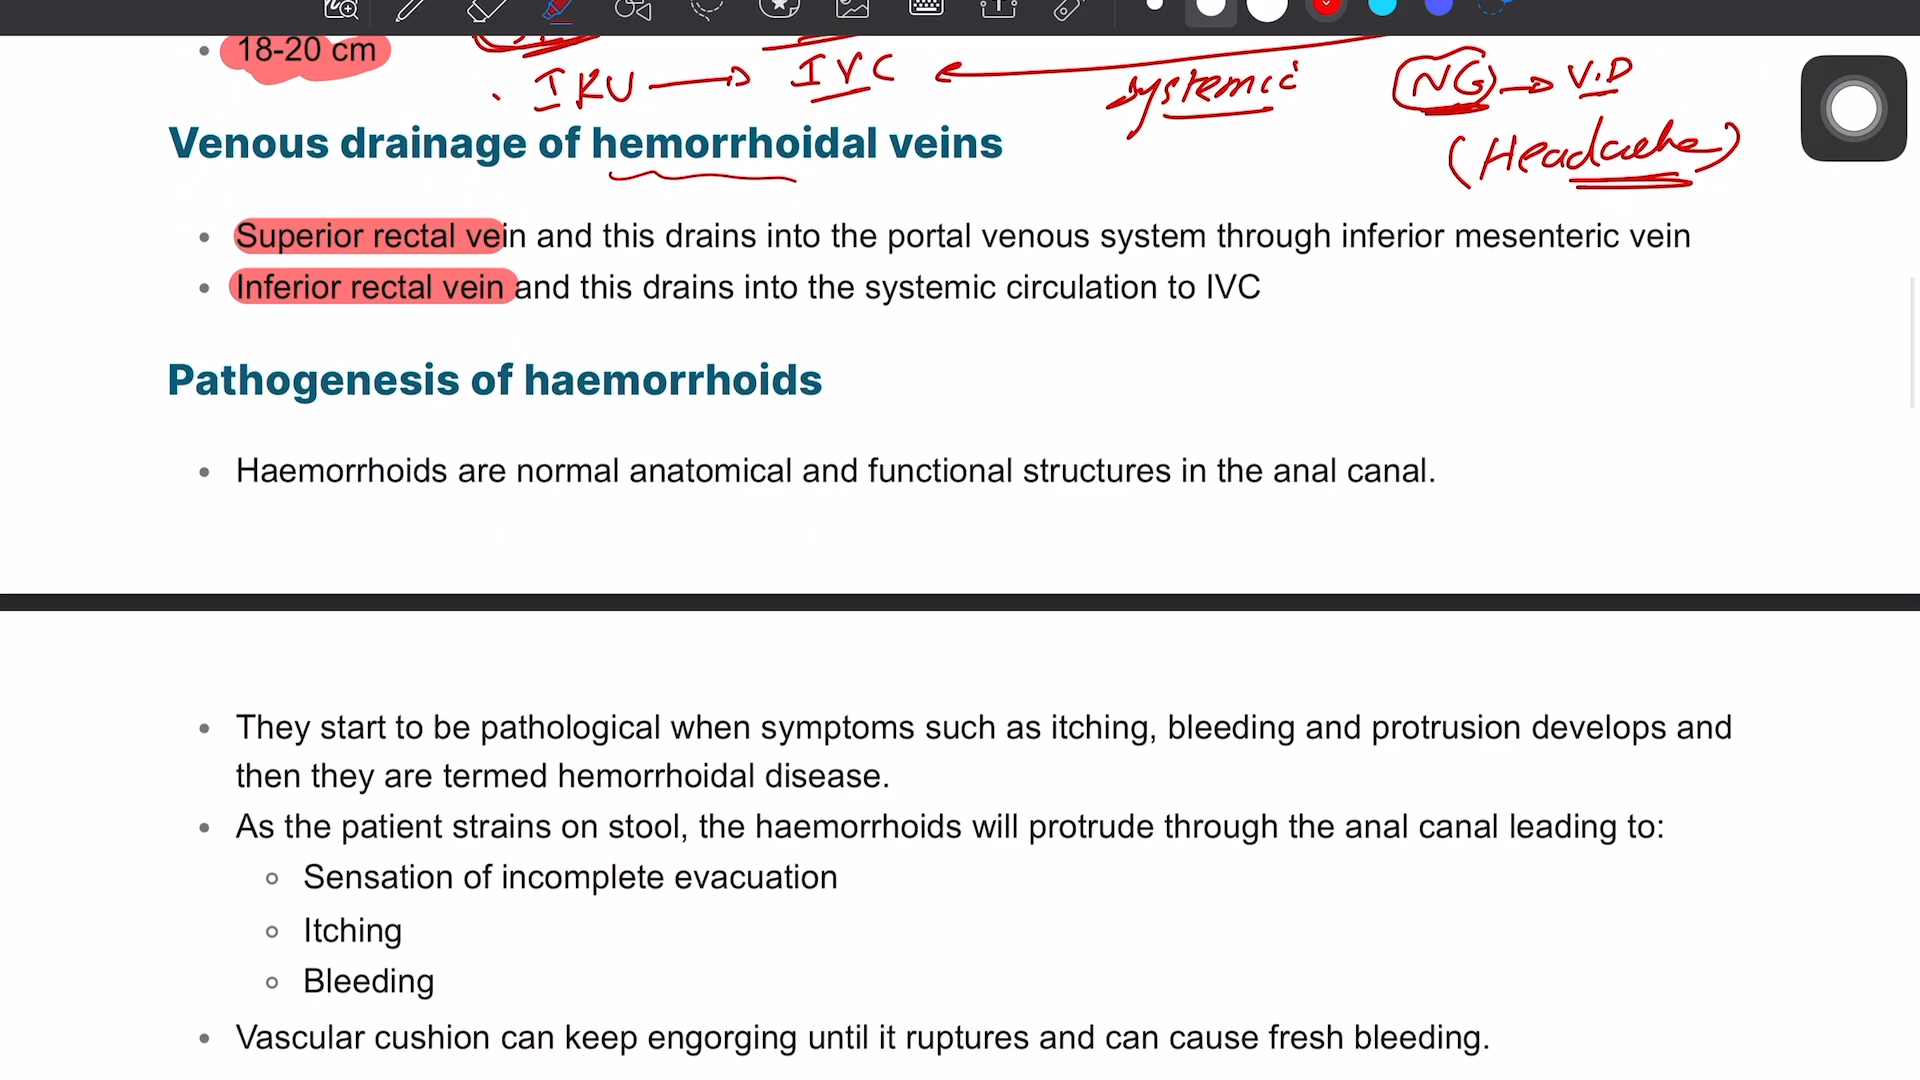 18-20 cm
IRV → IVC ← systemic
NG → V.D
(Headache)
Venous drainage of hemorrhoidal veins
Superior rectal vein and this drains into the portal venous system through inferior mesenteric vein
Inferior rectal vein and this drains into the systemic circulation to IVC
Pathogenesis of haemorrhoids
Haemorrhoids are normal anatomical and functional structures in the anal canal.
They start to be pathological when symptoms such as itching, bleeding and protrusion develops and
then they are termed hemorrhoidal disease.
As the patient strains on stool, the haemorrhoids will protrude through the anal canal leading to:
Sensation of incomplete evacuation
Itching
Bleeding
Vascular cushion can keep engorging until it ruptures and can cause fresh bleeding.